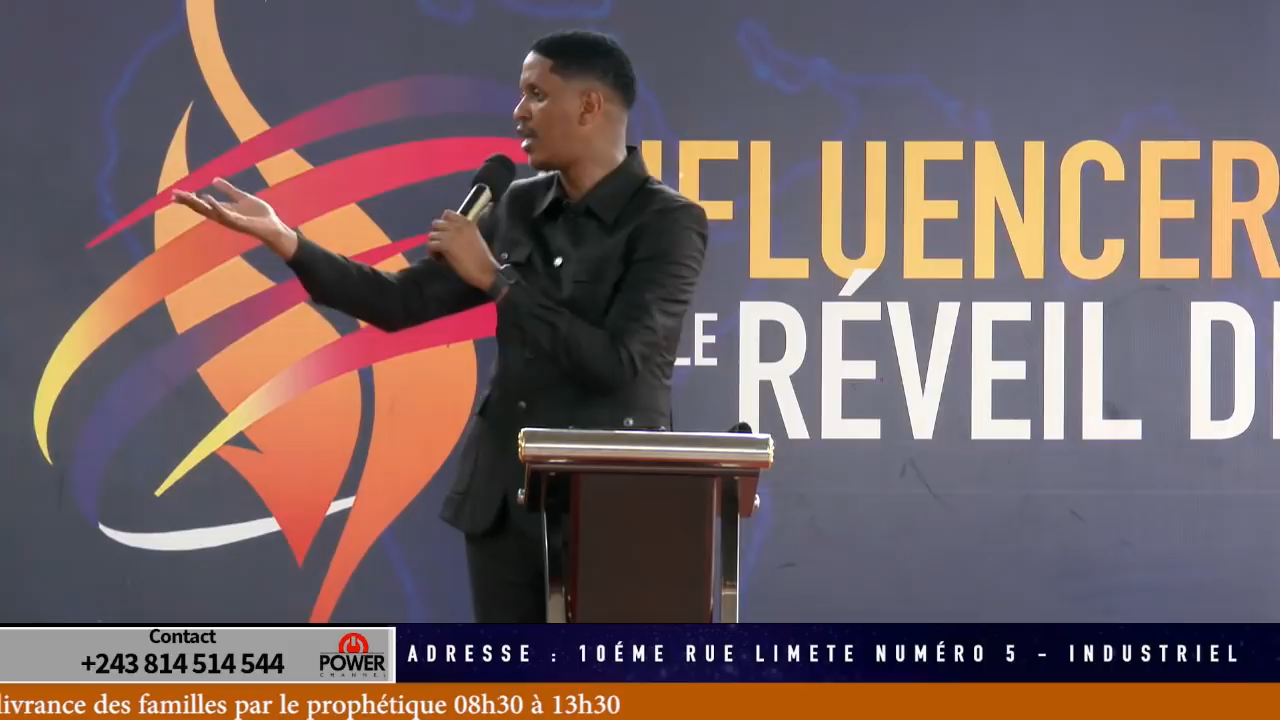 NFLUENCER
LE RÉVEIL D
Contact
+243 814 514 544
POWER
CHANNEL
ADRESSE : 10ÉME RUE LIMETE NUMÉRO 5 - INDUSTRIEL
livrance des familles par le prophétique 08h30 à 13h30